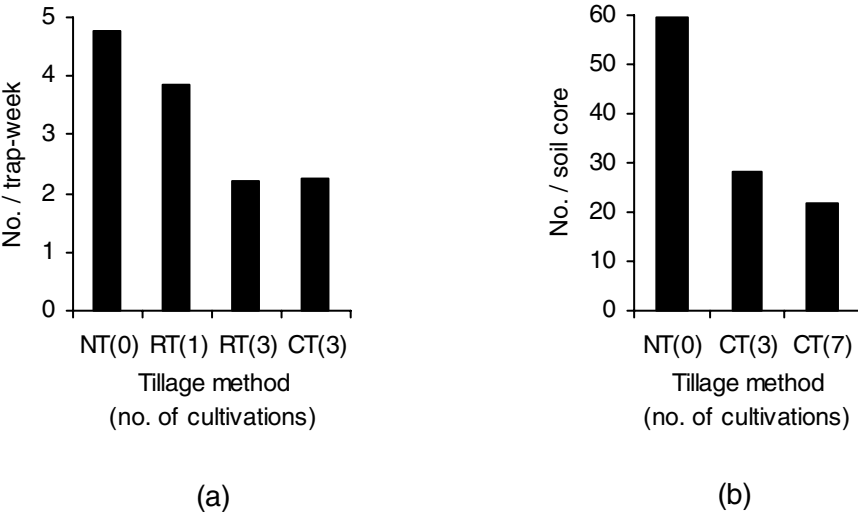 5
4
3
2
1
0
No. / trap-week
NT(0) RT(1) RT(3) CT(3)
Tillage method
(no. of cultivations)
(a)
60
50
40
30
20
10
0
No. / soil core
NT(0) CT(3) CT(7)
Tillage method
(no. of cultivations)
(b)